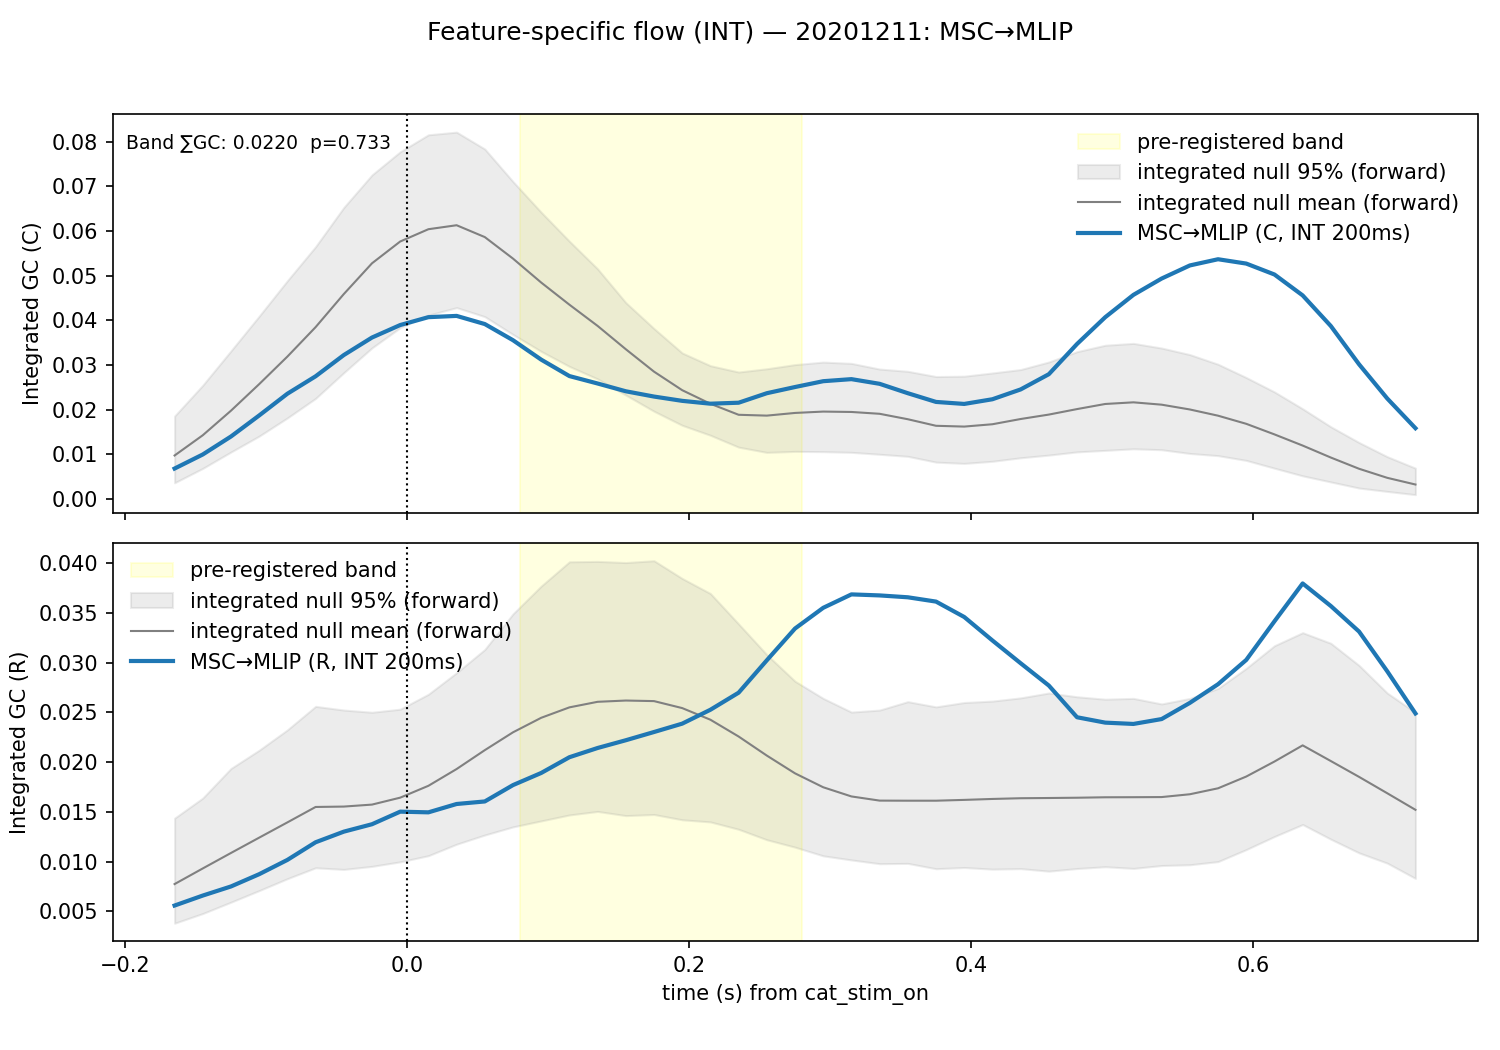 Feature-specific flow (INT) — 20201211: MSC→MLIP
Band ∑GC: 0.0220  p=0.733
pre-registered band
integrated null 95% (forward)
integrated null mean (forward)
MSC→MLIP (C, INT 200ms)
Integrated GC (C)
0.08
0.07
0.06
0.05
0.04
0.03
0.02
0.01
0.00
pre-registered band
integrated null 95% (forward)
integrated null mean (forward)
MSC→MLIP (R, INT 200ms)
Integrated GC (R)
0.040
0.035
0.030
0.025
0.020
0.015
0.010
0.005
−0.2 0.0 0.2 0.4 0.6
time (s) from cat_stim_on